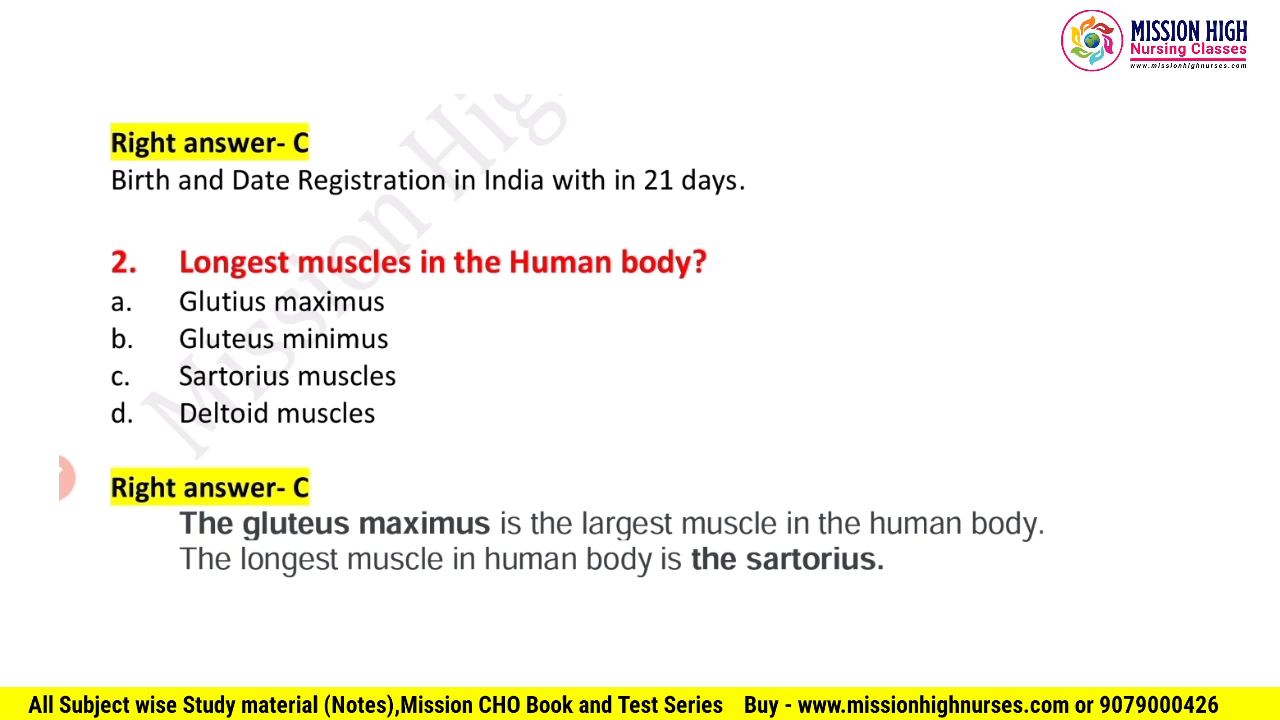 MISSION HIGH
Nursing Classes
www.missionhighnurses.com
Right answer- C
Birth and Date Registration in India with in 21 days.
2. Longest muscles in the Human body?
a. Glutius maximus
b. Gluteus minimus
c. Sartorius muscles
d. Deltoid muscles
Right answer- C
The gluteus maximus is the largest muscle in the human body.
The longest muscle in human body is the sartorius.
Mission High
All Subject wise Study material (Notes),Mission CHO Book and Test Series Buy - www.missionhighnurses.com or 9079000426